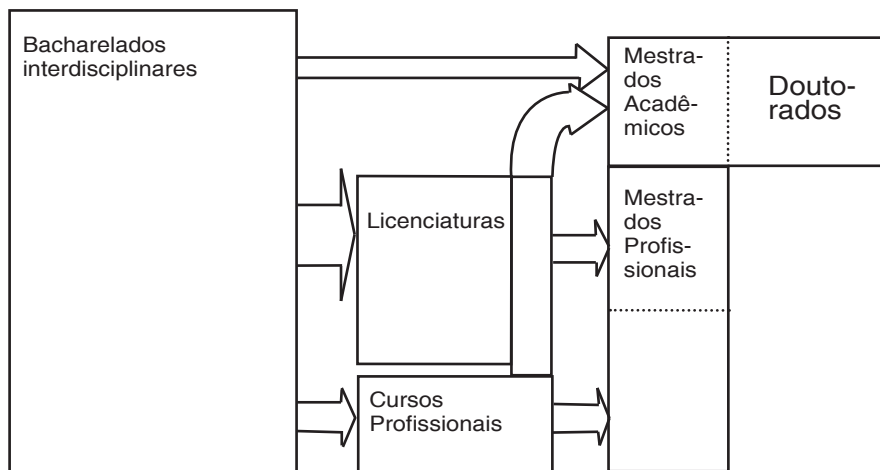 Bacharelados
interdisciplinares
Mestra-
dos
Acadê-
micos
Douto-
rados
Licenciaturas
Mestra-
dos
Profis-
sionais
Cursos
Profissionais